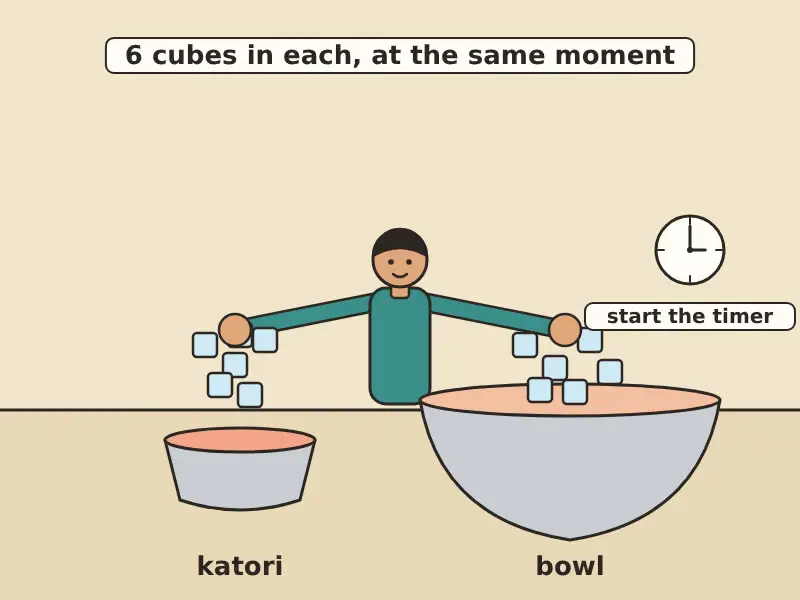 6 cubes in each, at the same moment
start the timer
katori
bowl